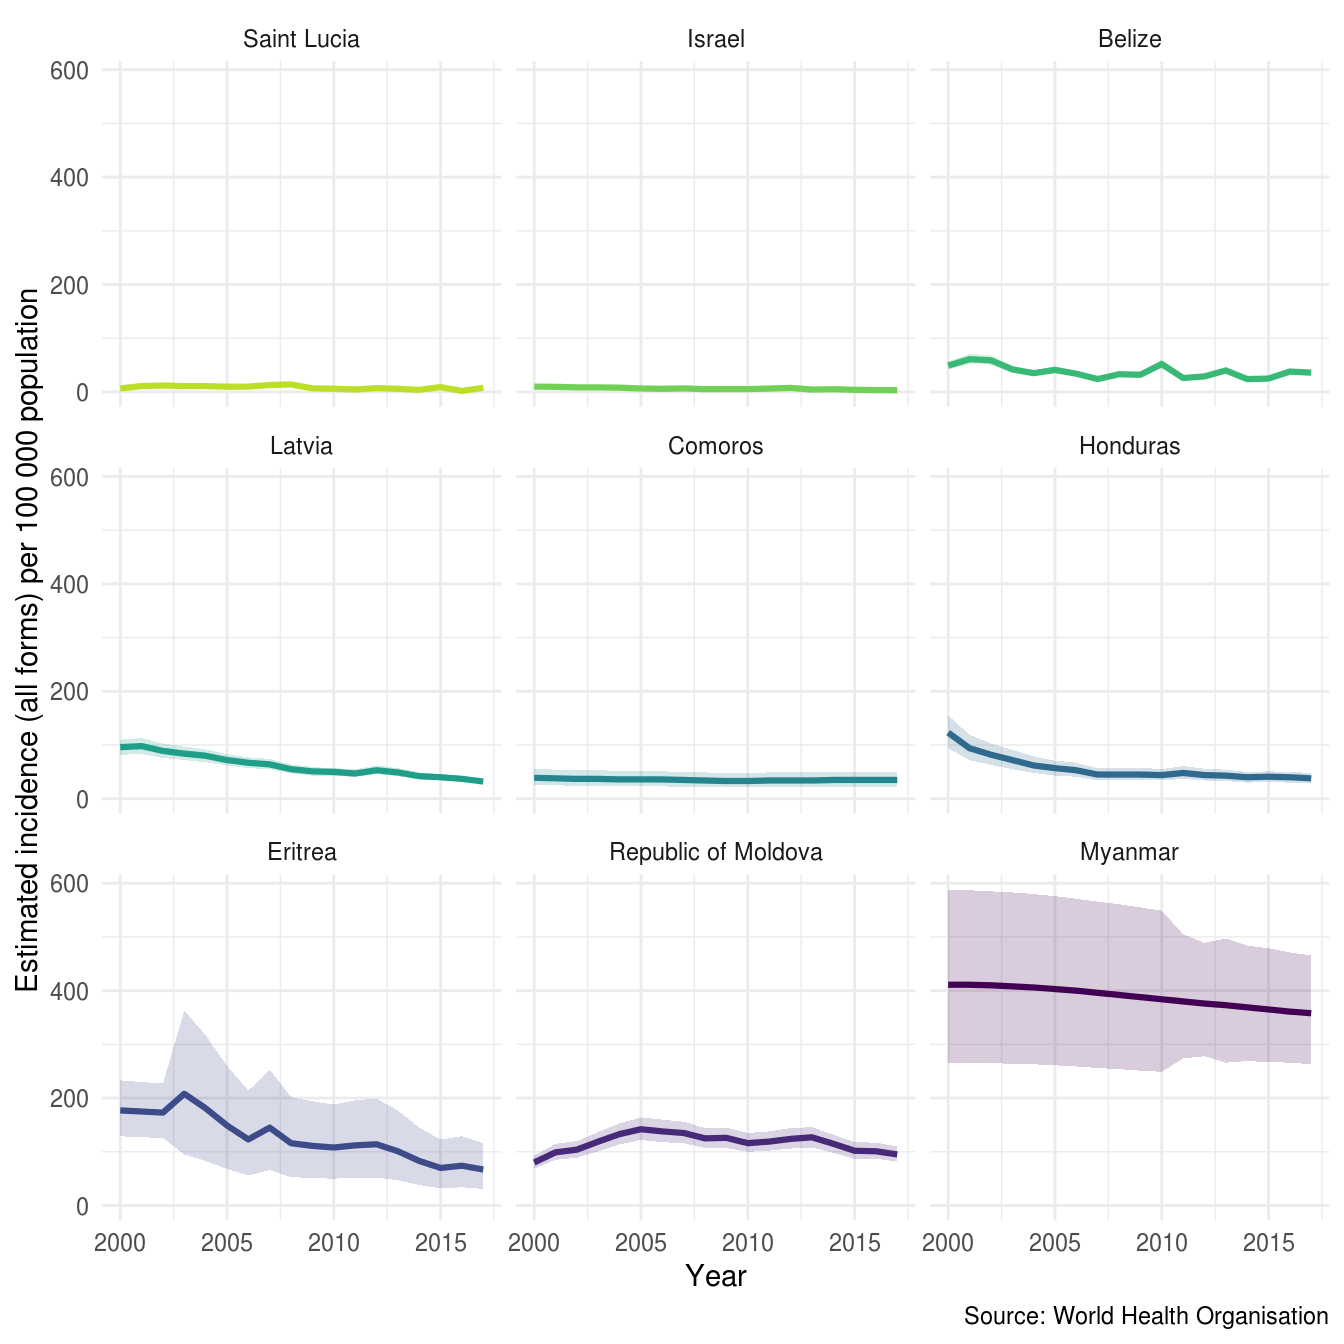 Saint Lucia Israel Belize
600
400
200
0
Latvia Comoros Honduras
600
400
200
0
Eritrea Republic of Moldova Myanmar
600
400
200
0
2000 2005 2010 2015 2000 2005 2010 2015 2000 2005 2010 2015
Estimated incidence (all forms) per 100 000 population
Year
Source: World Health Organisation